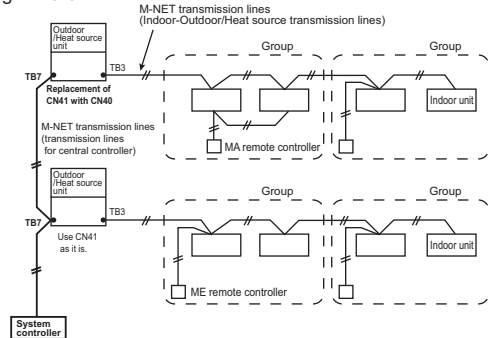 M-NET transmission lines
(Indoor-Outdoor/Heat source transmission lines)
Outdoor
/Heat source
unit
Group
Group
TB7
TB3
Replacement of
CN41 with CN40
Indoor unit
MA remote controller
M-NET transmission lines
(transmission lines
for central controller)
Outdoor
/Heat source
unit
Group
Group
TB7
TB3
Use CN41
as it is.
Indoor unit
ME remote controller
System
controller